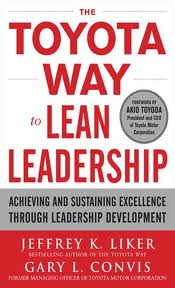 THE
TOYOTA
WAY
to LEAN
LEADERSHIP
FOREWORD BY
AKIO TOYODA
President and CEO
of Toyota Motor
Corporation
ACHIEVING AND SUSTAINING EXCELLENCE
THROUGH LEADERSHIP DEVELOPMENT
JEFFREY K. LIKER
BESTSELLING AUTHOR OF THE TOYOTA WAY
GARY L. CONVIS
FORMER MANAGING OFFICER OF TOYOTA MOTOR CORPORATION